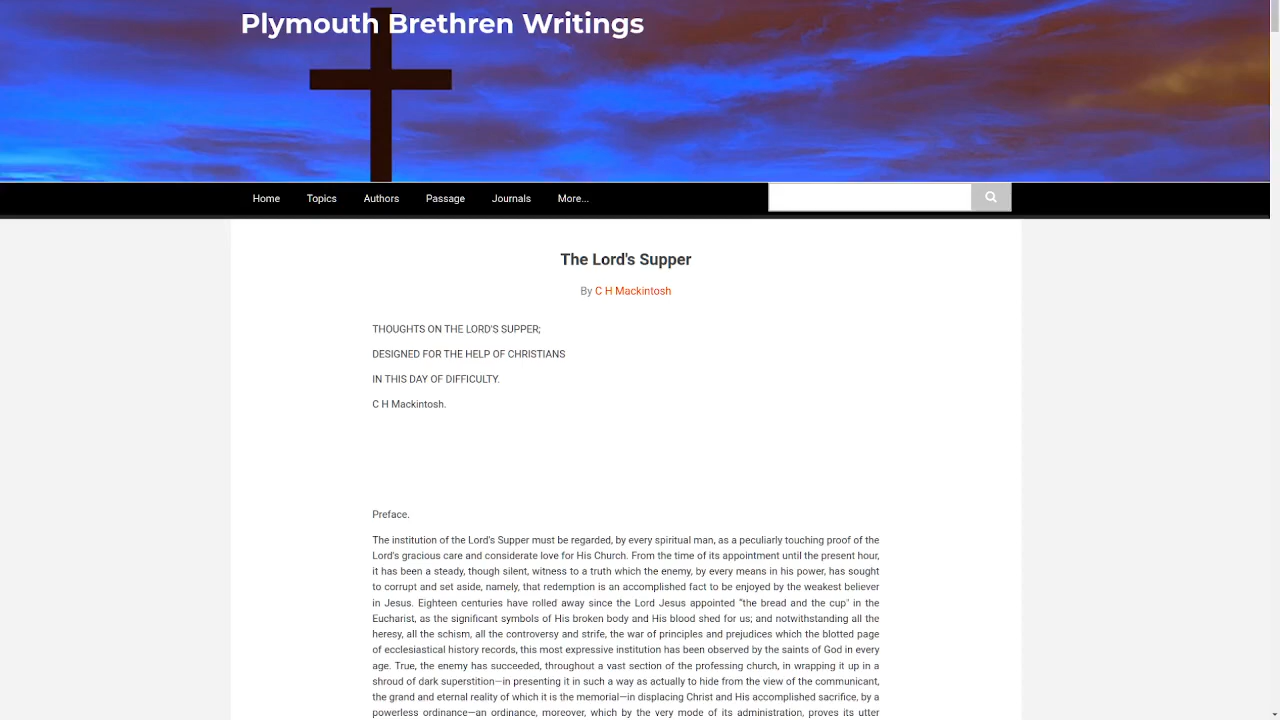 Plymouth Brethren Writings
Home Topics Authors Passage Journals More...
The Lord's Supper
By C H Mackintosh
THOUGHTS ON THE LORD'S SUPPER;
DESIGNED FOR THE HELP OF CHRISTIANS
IN THIS DAY OF DIFFICULTY.
C H Mackintosh.
Preface.
The institution of the Lord's Supper must be regarded, by every spiritual man, as a peculiarly touching proof of the
Lord's gracious care and considerate love for His Church. From the time of its appointment until the present hour,
it has been a steady, though silent, witness to a truth which the enemy, by every means in his power, has sought
to corrupt and set aside, namely, that redemption is an accomplished fact to be enjoyed by the weakest believer
in Jesus. Eighteen centuries have rolled away since the Lord Jesus appointed "the bread and the cup" in the
Eucharist, as the significant symbols of His broken body and His blood shed for us; and notwithstanding all the
heresy, all the schism, all the controversy and strife, the war of principles and prejudices which the blotted page
of ecclesiastical history records, this most expressive institution has been observed by the saints of God in every
age. True, the enemy has succeeded, throughout a vast section of the professing church, in wrapping it up in a
shroud of dark superstition—in presenting it in such a way as actually to hide from the view of the communicant,
the grand and eternal reality of which it is the memorial—in displacing Christ and His accomplished sacrifice, by a
powerless ordinance—an ordinance, moreover, which by the very mode of its administration, proves its utter